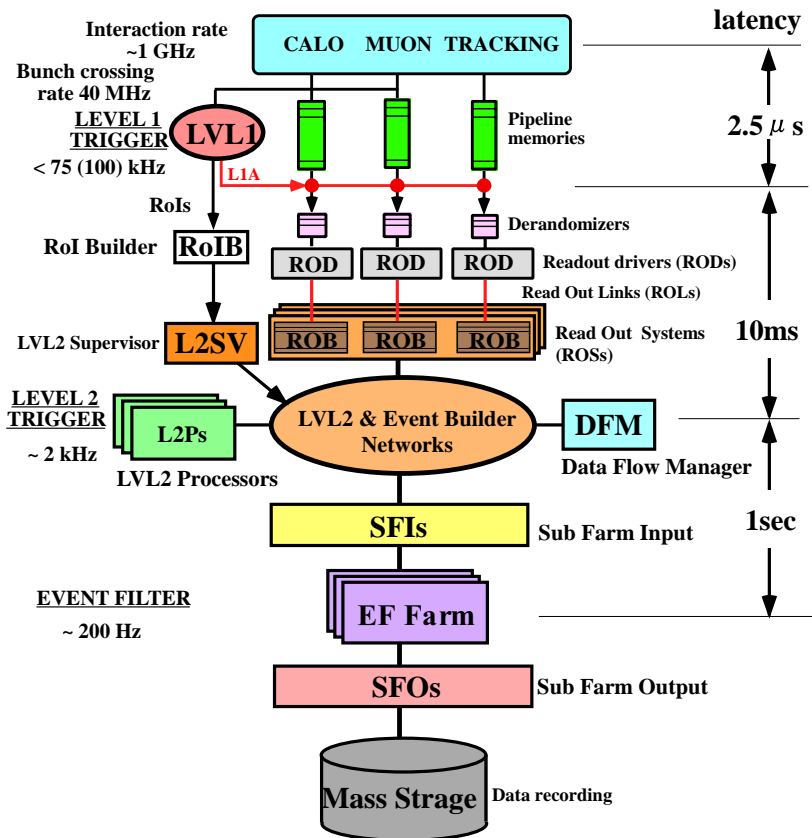 latency
Interaction rate
~1 GHz
CALO MUON TRACKING
Bunch crossing
rate 40 MHz
LEVEL 1
TRIGGER
LVL1
Pipeline
memories
2.5 μ s
< 75 (100) kHz
L1A
RoIs
Derandomizers
RoI Builder
RoIB
ROD ROD ROD
Readout drivers (RODs)
Read Out Links (ROLs)
LVL2 Supervisor
L2SV
ROB ROB ROB
Read Out Systems
(ROSs)
10ms
LEVEL 2
TRIGGER
L2Ps
LVL2 & Event Builder
Networks
DFM
~ 2 kHz
LVL2 Processors
Data Flow Manager
SFIs
Sub Farm Input
1sec
EVENT FILTER
~ 200 Hz
EF Farm
SFOs
Sub Farm Output
Mass Strage
Data recording